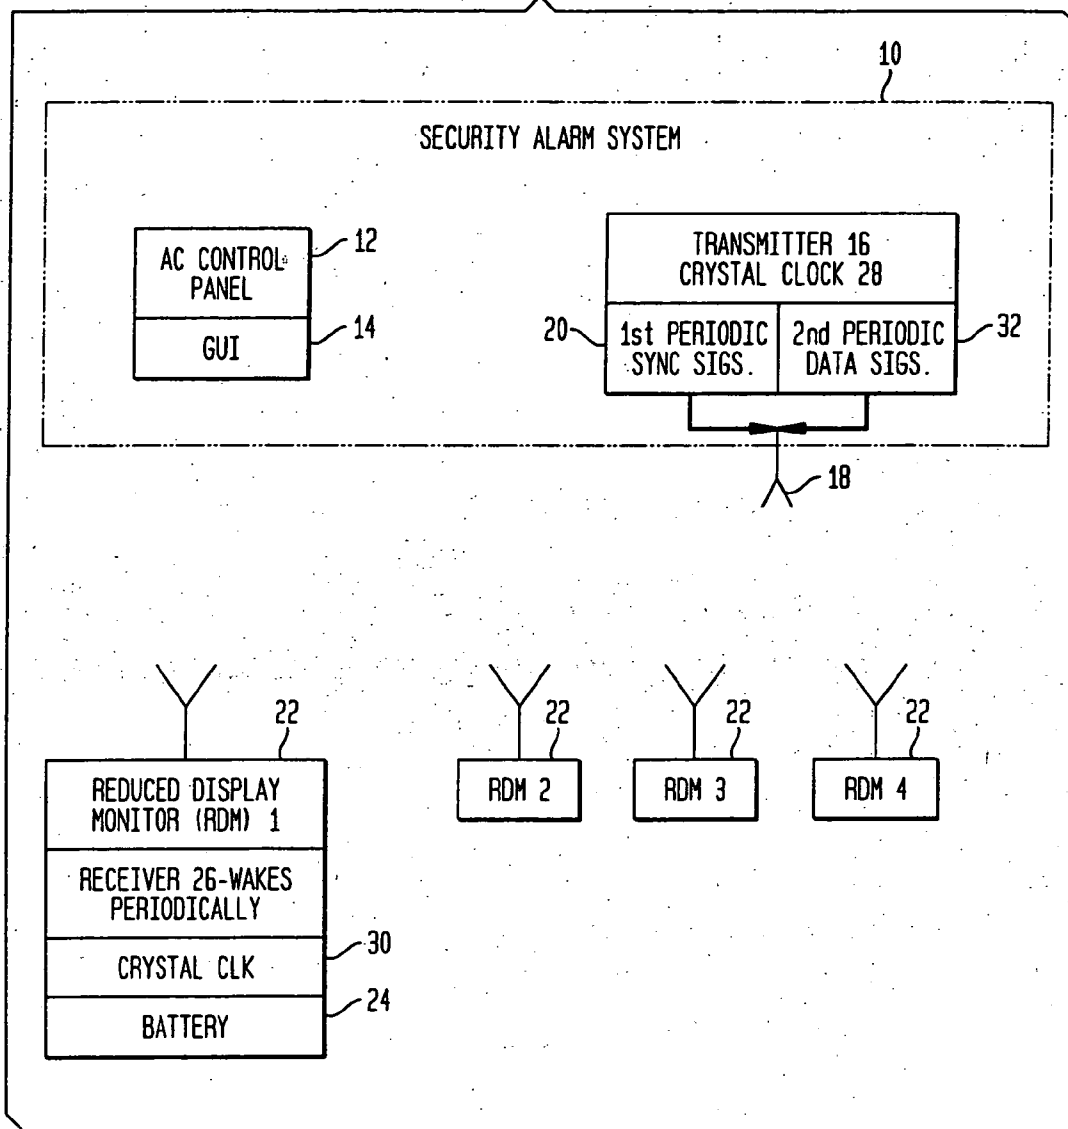 10
SECURITY ALARM SYSTEM
AC CONTROL
PANEL
12
GUI
14
TRANSMITTER 16
CRYSTAL CLOCK 28
20
1st PERIODIC
SYNC SIGS.
2nd PERIODIC
DATA SIGS.
32
18
22
REDUCED DISPLAY
MONITOR (RDM) 1
RECEIVER 26-WAKES
PERIODICALLY
CRYSTAL CLK
30
BATTERY
24
22
RDM 2
22
RDM 3
22
RDM 4